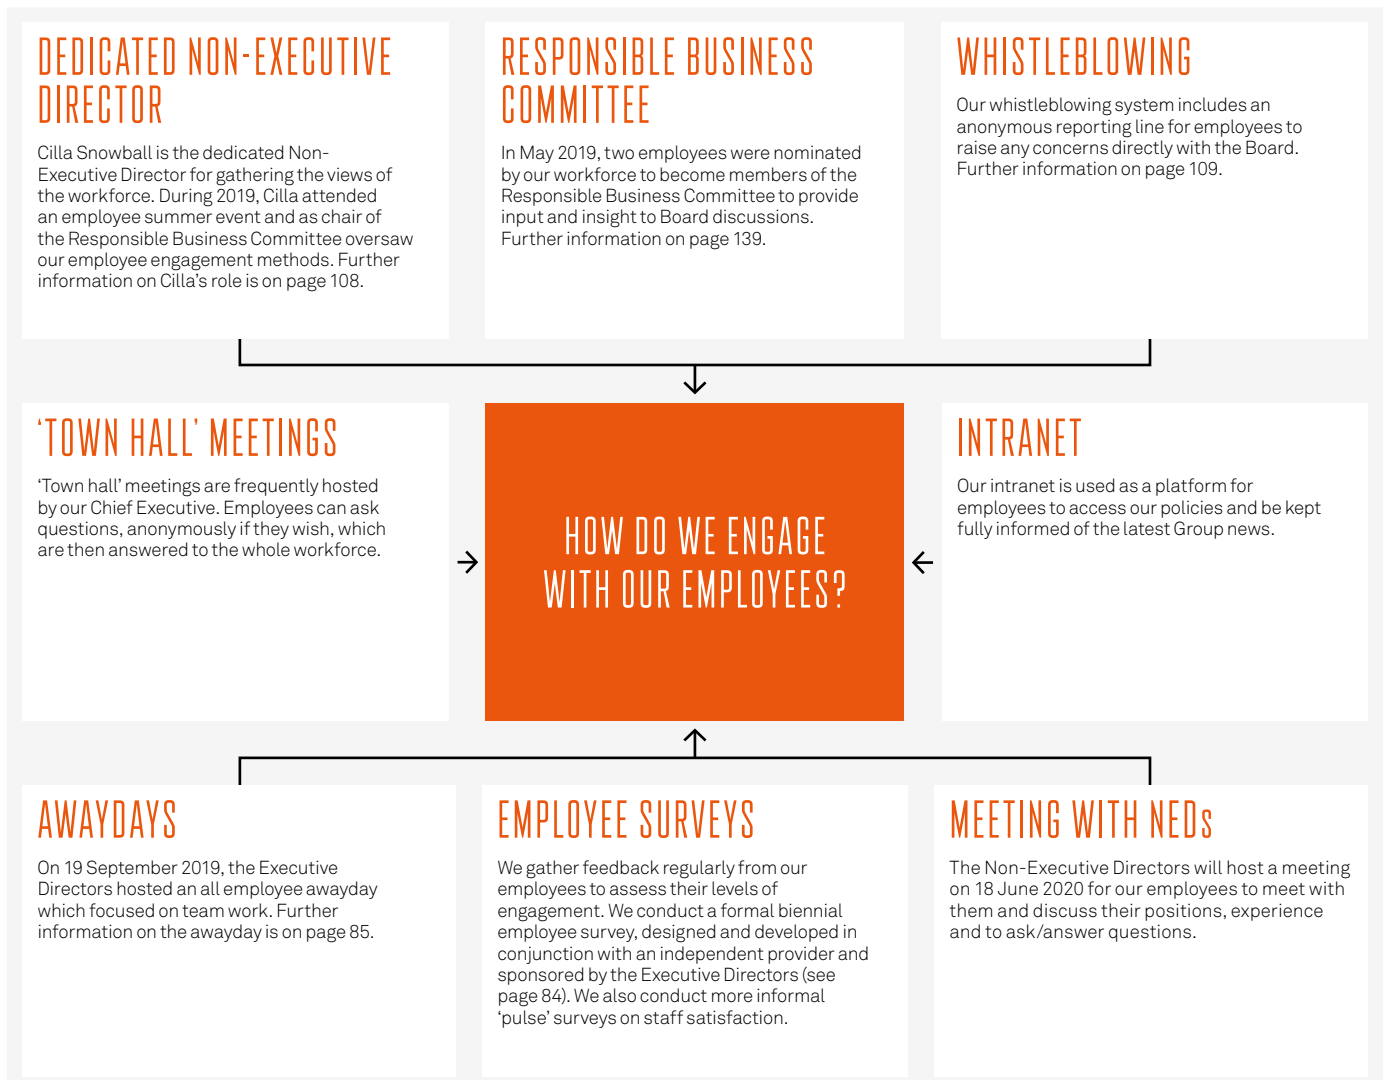 DEDICATED NON-EXECUTIVE
DIRECTOR
Cilla Snowball is the dedicated Non-
Executive Director for gathering the views of
the workforce. During 2019, Cilla attended
an employee summer event and as chair of
the Responsible Business Committee oversaw
our employee engagement methods. Further
information on Cilla's role is on page 108.
RESPONSIBLE BUSINESS
COMMITTEE
In May 2019, two employees were nominated
by our workforce to become members of the
Responsible Business Committee to provide
input and insight to Board discussions.
Further information on page 139.
WHISTLEBLOWING
Our whistleblowing system includes an
anonymous reporting line for employees to
raise any concerns directly with the Board.
Further information on page 109.
‘TOWN HALL’ MEETINGS
‘Town hall’ meetings are frequently hosted
by our Chief Executive. Employees can ask
questions, anonymously if they wish, which
are then answered to the whole workforce.
HOW DO WE ENGAGE
WITH OUR EMPLOYEES?
INTRANET
Our intranet is used as a platform for
employees to access our policies and be kept
fully informed of the latest Group news.
AWAYDAYS
On 19 September 2019, the Executive
Directors hosted an all employee awayday
which focused on team work. Further
information on the awayday is on page 85.
EMPLOYEE SURVEYS
We gather feedback regularly from our
employees to assess their levels of
engagement. We conduct a formal biennial
employee survey, designed and developed in
conjunction with an independent provider and
sponsored by the Executive Directors (see
page 84). We also conduct more informal
‘pulse’ surveys on staff satisfaction.
MEETING WITH NEDs
The Non-Executive Directors will host a meeting
on 18 June 2020 for our employees to meet with
them and discuss their positions, experience
and to ask/answer questions.